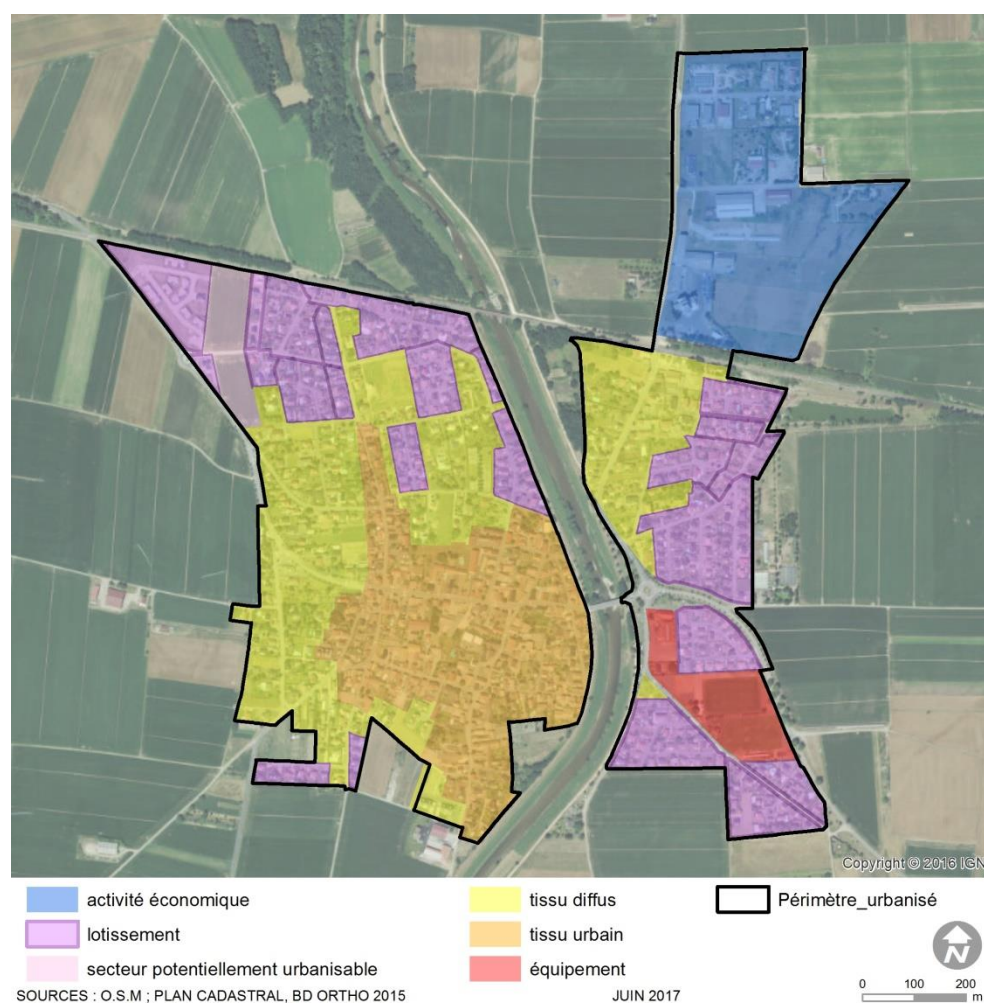 Copyright © 2016 IGN
activité économique
tissu diffus
Périmètre_urbanisé
lotissement
tissu urbain
secteur potentiellement urbanisable
équipement
N
SOURCES : O.S.M ; PLAN CADASTRAL, BD ORTHO 2015
JUIN 2017
0 100 200
m